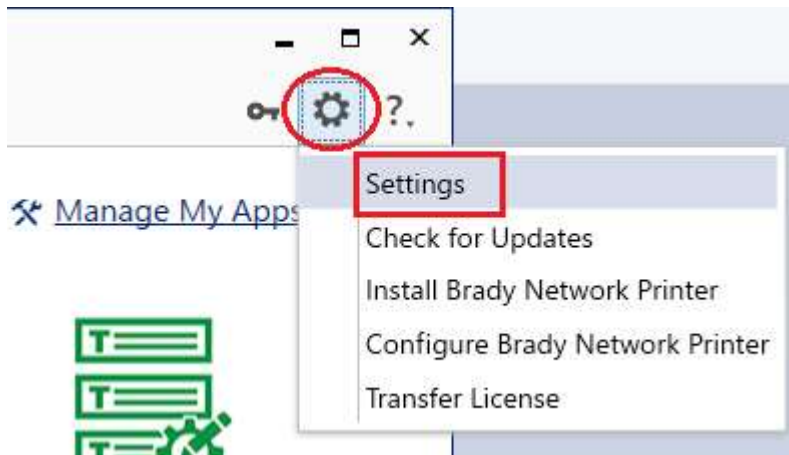 ?
Settings
Manage My Apps
Check for Updates
Install Brady Network Printer
Configure Brady Network Printer
Transfer License
T
T
T